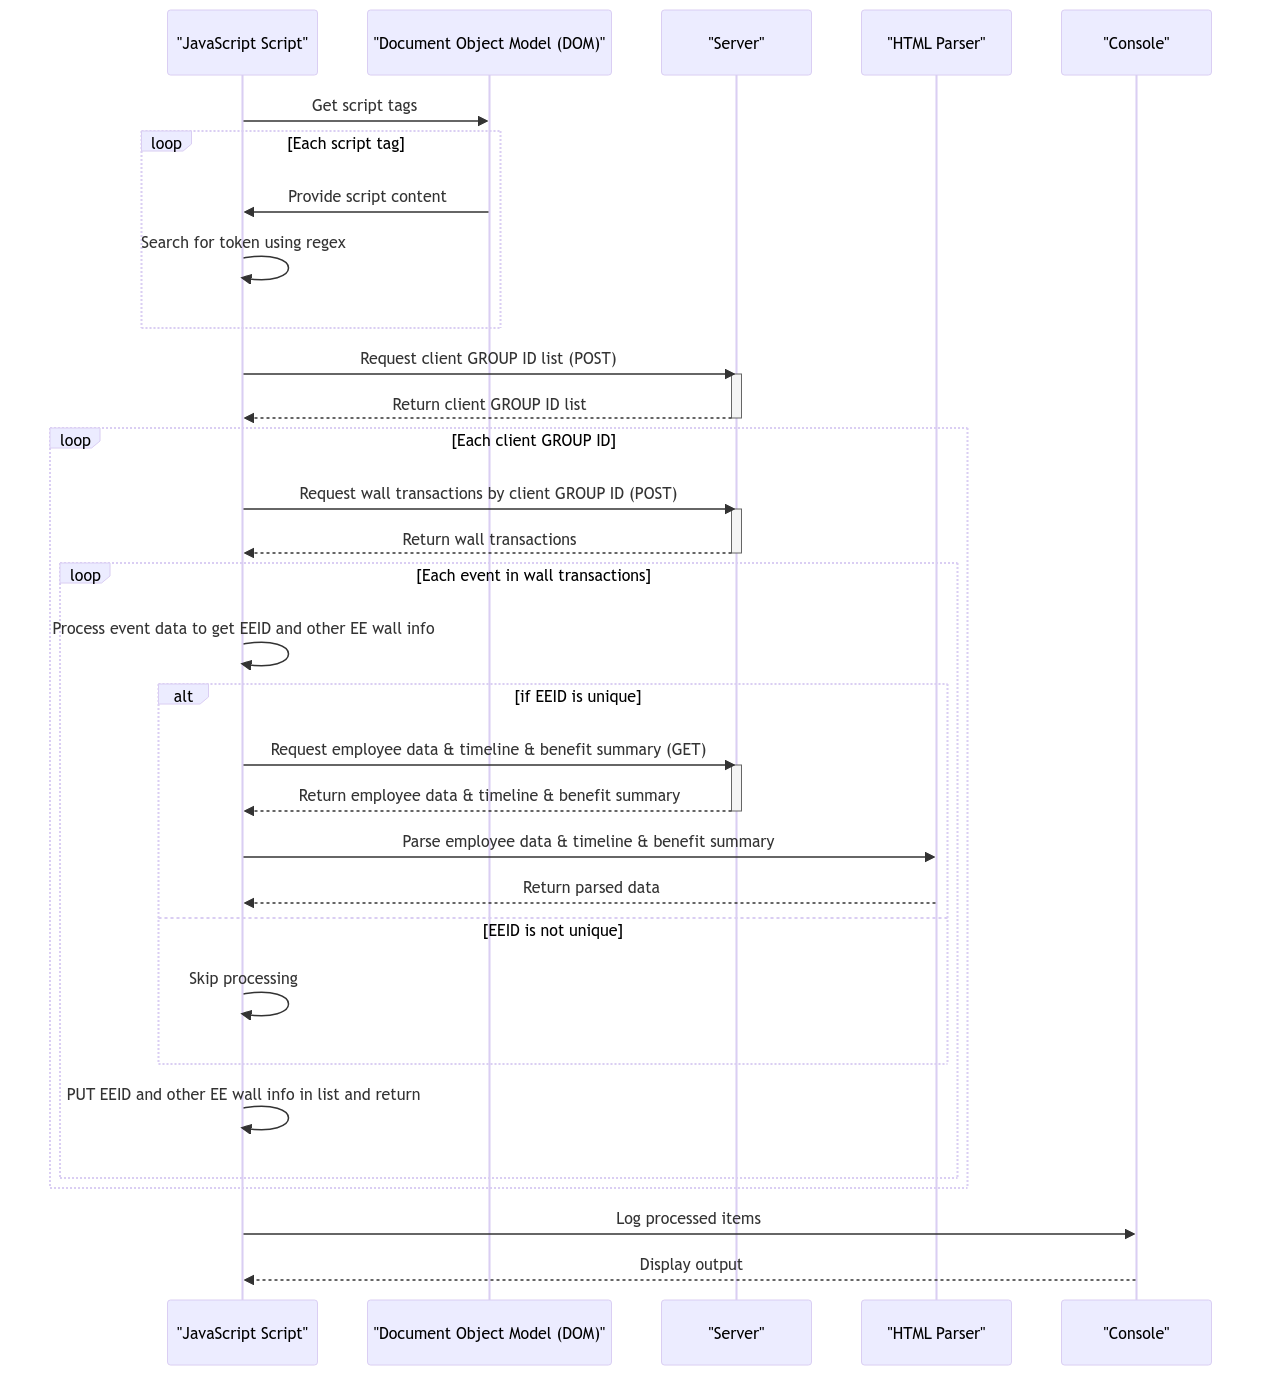 "JavaScript Script"
"Document Object Model (DOM)"
"Server"
"HTML Parser"
"Console"
Get script tags
loop
[Each script tag]
Provide script content
Search for token using regex
Request client GROUP ID list (POST)
Return client GROUP ID list
loop
[Each client GROUP ID]
Request wall transactions by client GROUP ID (POST)
Return wall transactions
loop
[Each event in wall transactions]
Process event data to get EEID and other EE wall info
alt
[if EEID is unique]
Request employee data & timeline & benefit summary (GET)
Return employee data & timeline & benefit summary
Parse employee data & timeline & benefit summary
Return parsed data
[EEID is not unique]
Skip processing
PUT EEID and other EE wall info in list and return
Log processed items
Display output
"JavaScript Script"
"Document Object Model (DOM)"
"Server"
"HTML Parser"
"Console"